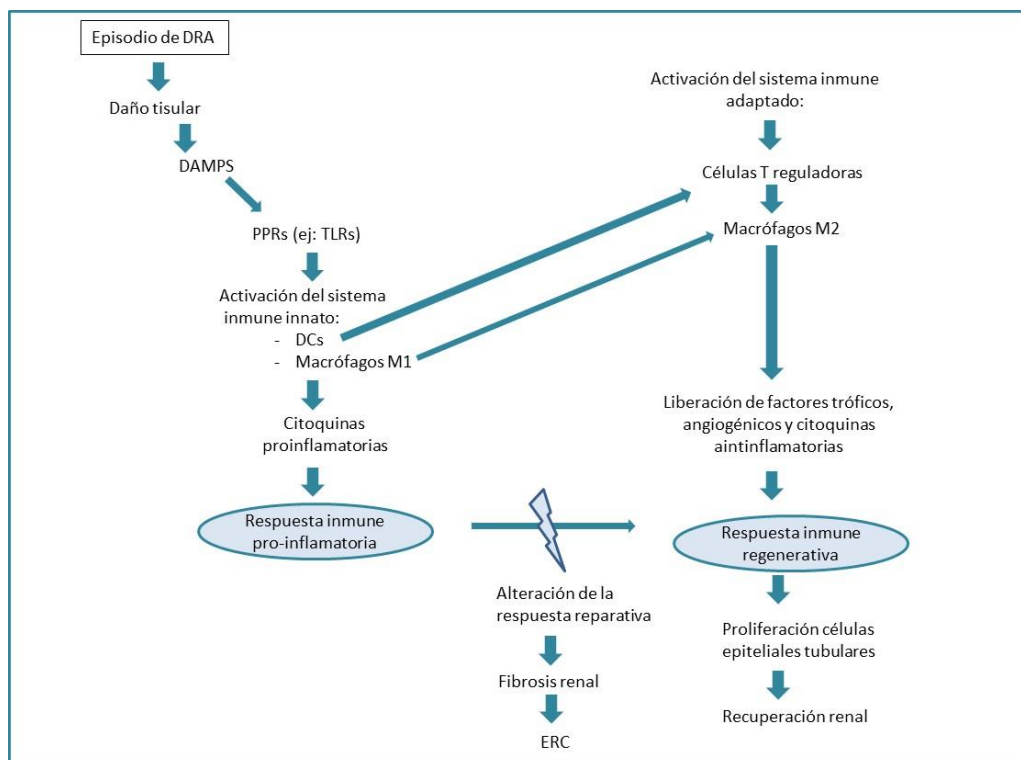 Episodio de DRA
Daño tisular
DAMPS
PPRs (ej: TLRs)
Activación del sistema
inmune innato:
- DCs
- Macrófagos M1
Citoquinas
proinflamatorias
Respuesta inmune
pro-inflamatoria
Alteración de la
respuesta reparativa
Fibrosis renal
ERC
Activación del sistema inmune
adaptado:
Células T reguladoras
Macrófagos M2
Liberación de factores tróficos,
angiogénicos y citoquinas
aintinflamatorias
Respuesta inmune
regenerativa
Proliferación células
epiteliales tubulares
Recuperación renal